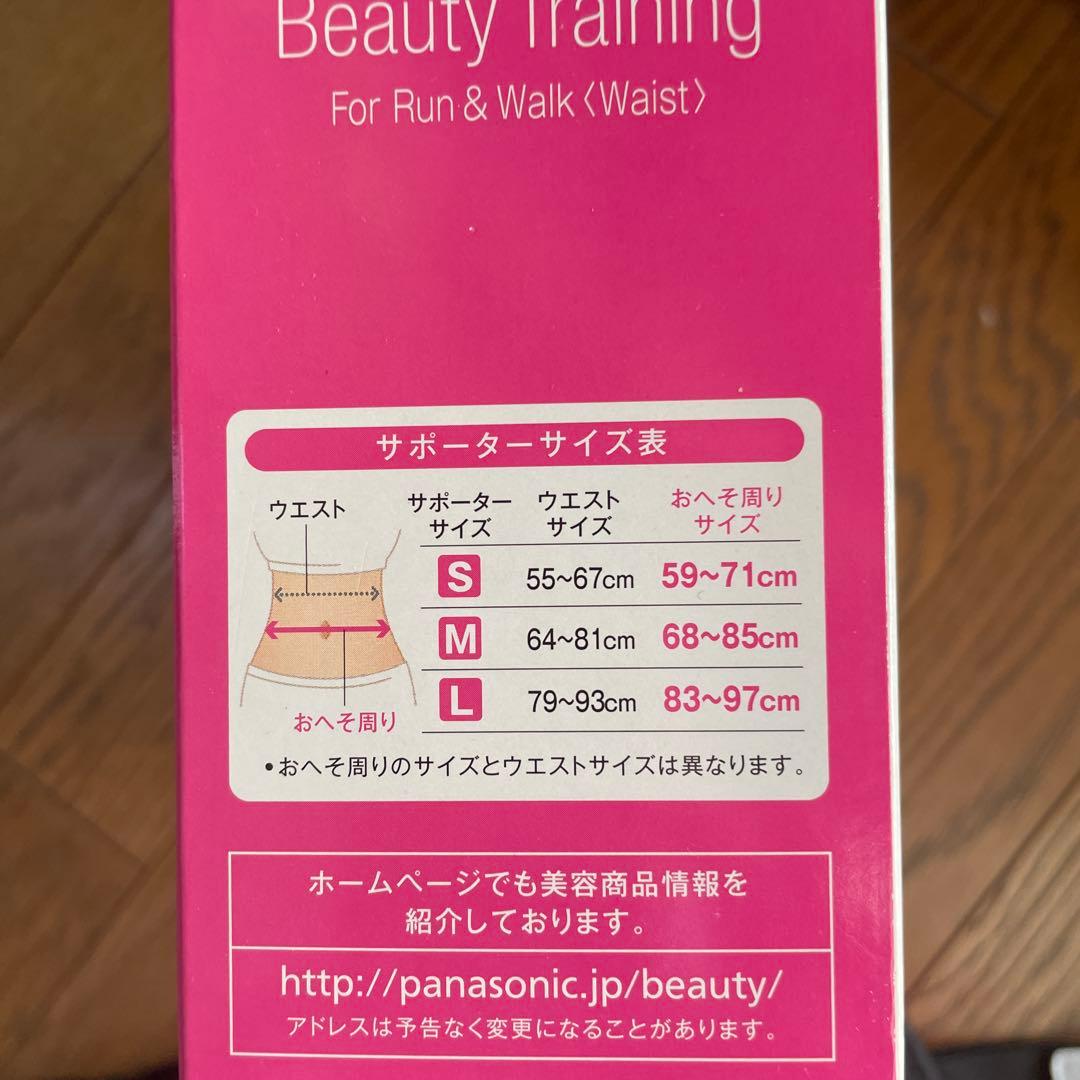 Beauty Training
For Run & Walk〈Waist〉
サポーターサイズ表
ウエスト
サポーター ウエスト おへそ周り
サイズ サイズ サイズ
S 55~67cm 59~71cm
M 64~81cm 68~85cm
L 79~93cm 83~97cm
おへそ周り
•おへそ周りのサイズとウエストサイズは異なります。
ホームページでも美容商品情報を
紹介しております。
http://panasonic.jp/beauty/
アドレスは予告なく変更になることがあります。